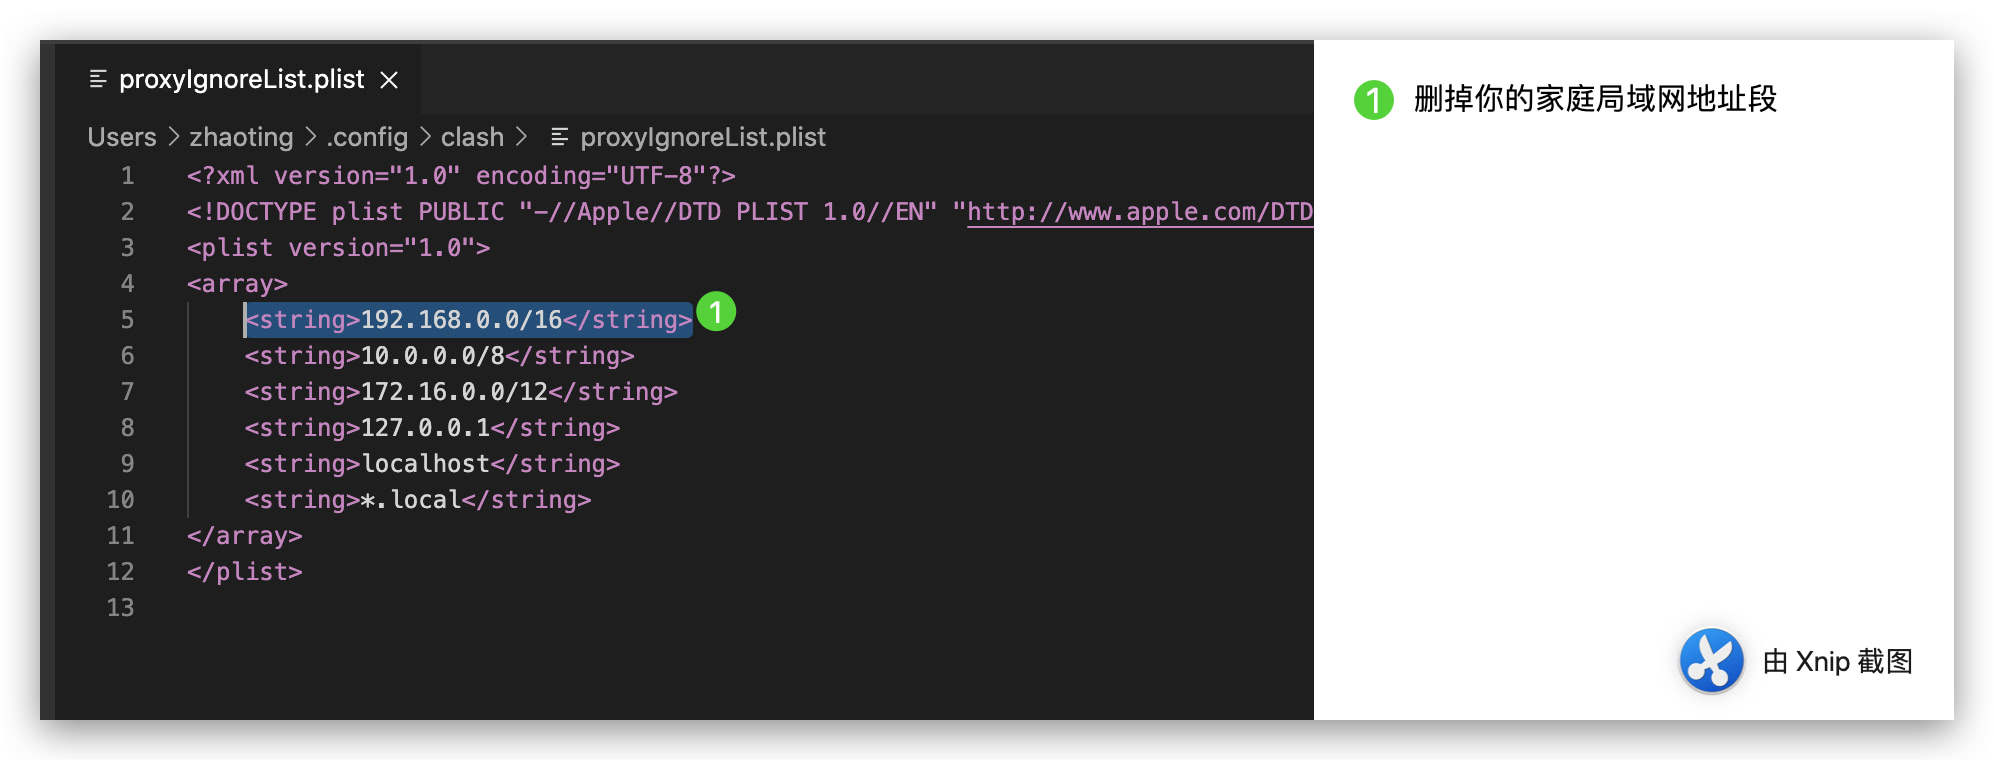 proxyIgnoreList.plist
Users > zhaoting > .config > clash > proxyIgnoreList.plist
1 <?xml version="1.0" encoding="UTF-8"?>
2 <!DOCTYPE plist PUBLIC "-//Apple//DTD PLIST 1.0//EN" "http://www.apple.com/DTD
3 <plist version="1.0">
4 <array>
5 <string>192.168.0.0/16</string> 1
6 <string>10.0.0.0/8</string>
7 <string>172.16.0.0/12</string>
8 <string>127.0.0.1</string>
9 <string>localhost</string>
10 <string>*.local</string>
11 </array>
12 </plist>
13
1 删掉你的家庭局域网地址段
由 Xnip 截图